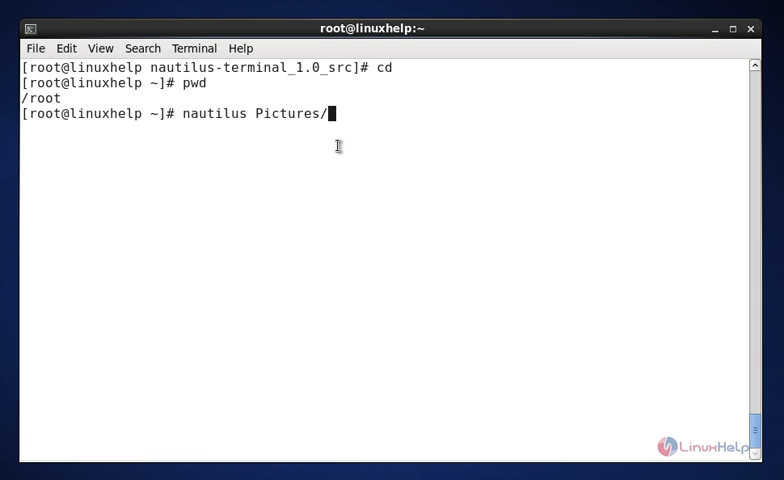 root@linuxhelp:~
File Edit View Search Terminal Help
[root@linuxhelp nautilus-terminal_1.0_src]# cd
[root@linuxhelp ~]# pwd
/root
[root@linuxhelp ~]# nautilus Pictures/
LinuxHelp